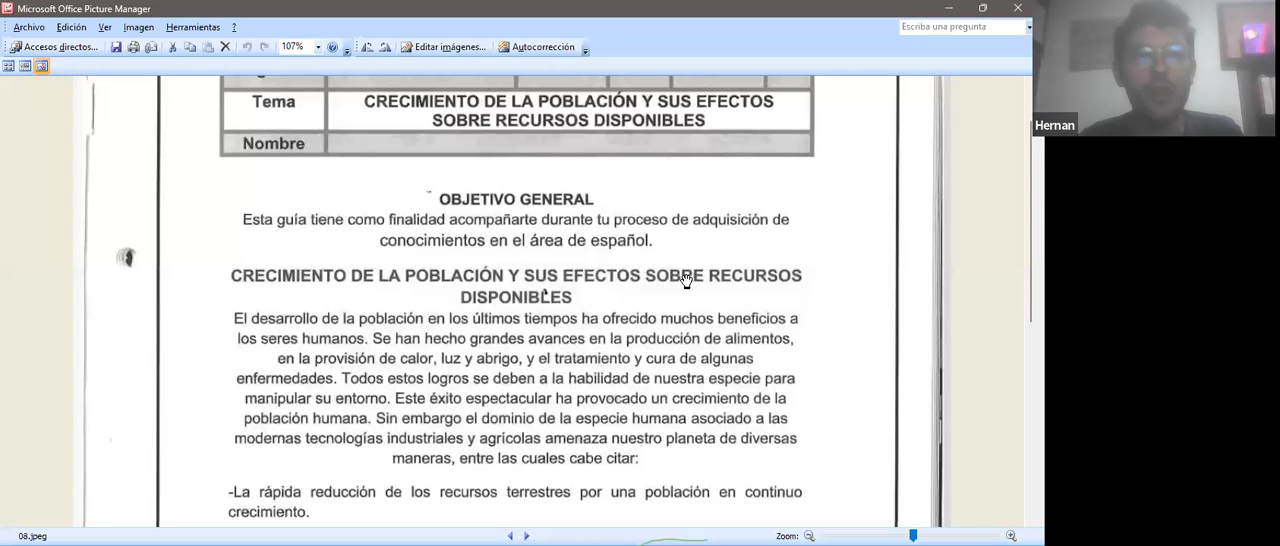 Microsoft Office Picture Manager
Archivo Edición Ver Imagen Herramientas ?
Escriba una pregunta
Accesos directos... 107% Editar imágenes... Autocorrección
Hernan
Tema
CRECIMIENTO DE LA POBLACIÓN Y SUS EFECTOS
SOBRE RECURSOS DISPONIBLES
Nombre
OBJETIVO GENERAL
Esta guía tiene como finalidad acompañarte durante tu proceso de adquisición de
conocimientos en el área de español.
CRECIMIENTO DE LA POBLACIÓN Y SUS EFECTOS SOBRE RECURSOS
DISPONIBLES
El desarrollo de la población en los últimos tiempos ha ofrecido muchos beneficios a
los seres humanos. Se han hecho grandes avances en la producción de alimentos,
en la provisión de calor, luz y abrigo, y el tratamiento y cura de algunas
enfermedades. Todos estos logros se deben a la habilidad de nuestra especie para
manipular su entorno. Este éxito espectacular ha provocado un crecimiento de la
población humana. Sin embargo el dominio de la especie humana asociado a las
modernas tecnologías industriales y agrícolas amenaza nuestro planeta de diversas
maneras, entre las cuales cabe citar:
-La rápida reducción de los recursos terrestres por una población en continuo
crecimiento.
08.jpeg
Zoom: